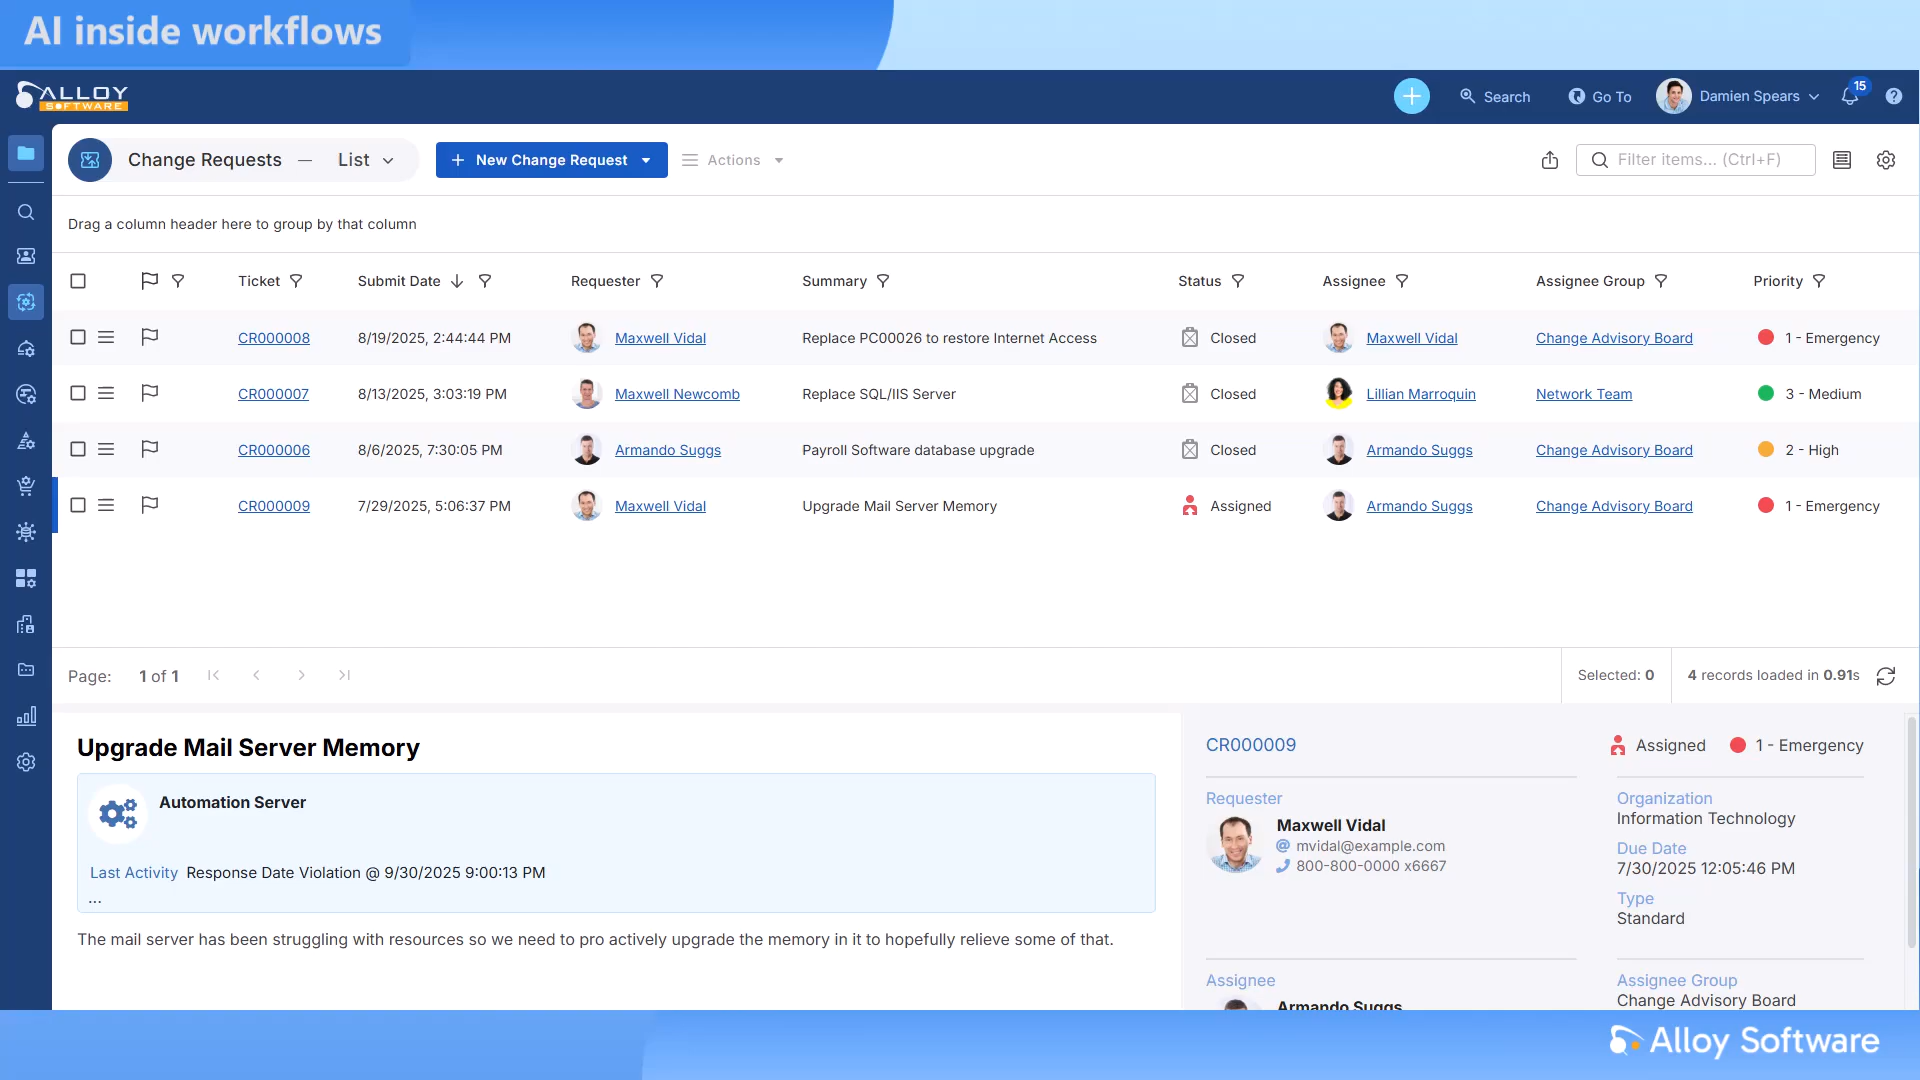 AI inside workflows
ALLOY
SOFTWARE
Search
Go To
Damien Spears
15
Change Requests — List
New Change Request
Actions
Filter items... (Ctrl+F)
Drag a column header here to group by that column
Ticket Submit Date Requester Summary Status Assignee Assignee Group Priority
CR000008 8/19/2025, 2:44:44 PM Maxwell Vidal Replace PC00026 to restore Internet Access Closed Maxwell Vidal Change Advisory Board 1 - Emergency
CR000007 8/13/2025, 3:03:19 PM Maxwell Newcomb Replace SQL/IIS Server Closed Lillian Marroquin Network Team 3 - Medium
CR000006 8/6/2025, 7:30:05 PM Armando Suggs Payroll Software database upgrade Closed Armando Suggs Change Advisory Board 2 - High
CR000009 7/29/2025, 5:06:37 PM Maxwell Vidal Upgrade Mail Server Memory Assigned Armando Suggs Change Advisory Board 1 - Emergency
Page: 1 of 1
Selected: 0
4 records loaded in 0.91s
Upgrade Mail Server Memory
Automation Server
Last Activity Response Date Violation @ 9/30/2025 9:00:13 PM
...
The mail server has been struggling with resources so we need to pro actively upgrade the memory in it to hopefully relieve some of that.
CR000009
Assigned
1 - Emergency
Requester
Maxwell Vidal
mvidal@example.com
800-800-0000 x6667
Organization
Information Technology
Due Date
7/30/2025 12:05:46 PM
Type
Standard
Assignee
Armando Suggs
Assignee Group
Change Advisory Board
Alloy Software